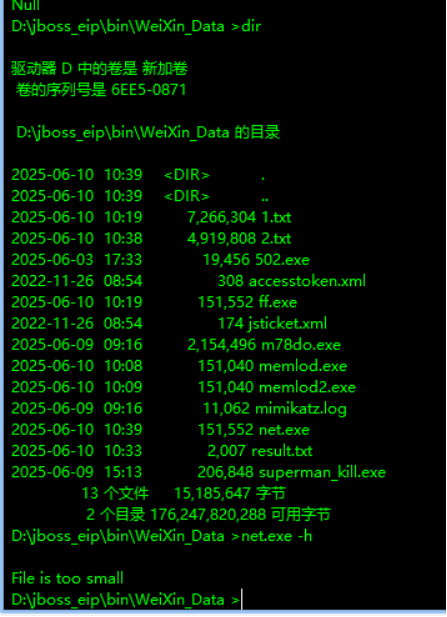 Null
D:\jboss_eip\bin\WeiXin_Data >dir
驱动器 D 中的卷是 新加卷
卷的序列号是 6EE5-0871
D:\jboss_eip\bin\WeiXin_Data 的目录
2025-06-10 10:39 <DIR> .
2025-06-10 10:39 <DIR> ..
2025-06-10 10:19 7,266,304 1.txt
2025-06-10 10:38 4,919,808 2.txt
2025-06-03 17:33 19,456 502.exe
2022-11-26 08:54 308 accesstoken.xml
2025-06-10 10:19 151,552 ff.exe
2022-11-26 08:54 174 jsticket.xml
2025-06-09 09:16 2,154,496 m78do.exe
2025-06-10 10:08 151,040 memlod.exe
2025-06-10 10:09 151,040 memlod2.exe
2025-06-09 09:16 11,062 mimikatz.log
2025-06-10 10:39 151,552 net.exe
2025-06-10 10:33 2,007 result.txt
2025-06-09 15:13 206,848 superman_kill.exe
13 个文件 15,185,647 字节
2 个目录 176,247,820,288 可用字节
D:\jboss_eip\bin\WeiXin_Data >net.exe -h
File is too small
D:\jboss_eip\bin\WeiXin_Data >